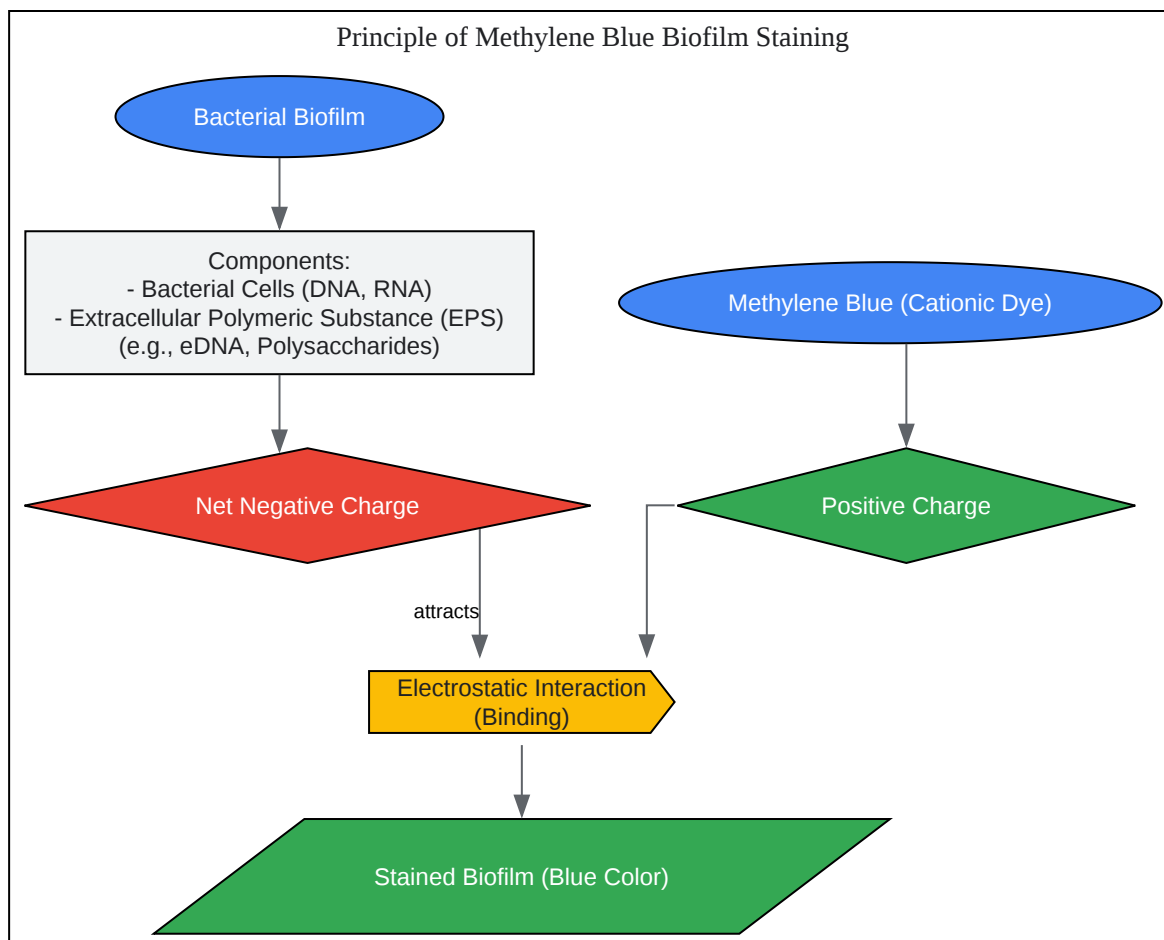 Principle of Methylene Blue Biofilm Staining
Bacterial Biofilm
Components:
- Bacterial Cells (DNA, RNA)
- Extracellular Polymeric Substance (EPS)
(e.g., eDNA, Polysaccharides)
Methylene Blue (Cationic Dye)
Net Negative Charge
Positive Charge
attracts
Electrostatic Interaction
(Binding)
Stained Biofilm (Blue Color)